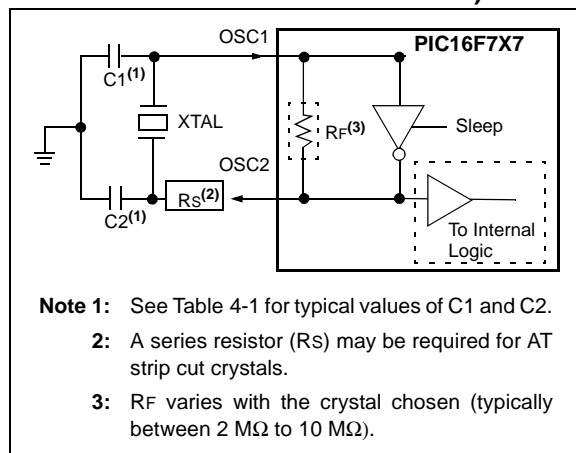 OSC1
PIC16F7X7
C1(1)
XTAL
RF(3)
Sleep
OSC2
RS(2)
C2(1)
To Internal
Logic
Note 1: See Table 4-1 for typical values of C1 and C2.
2: A series resistor (RS) may be required for AT
strip cut crystals.
3: RF varies with the crystal chosen (typically
between 2 MΩ to 10 MΩ).